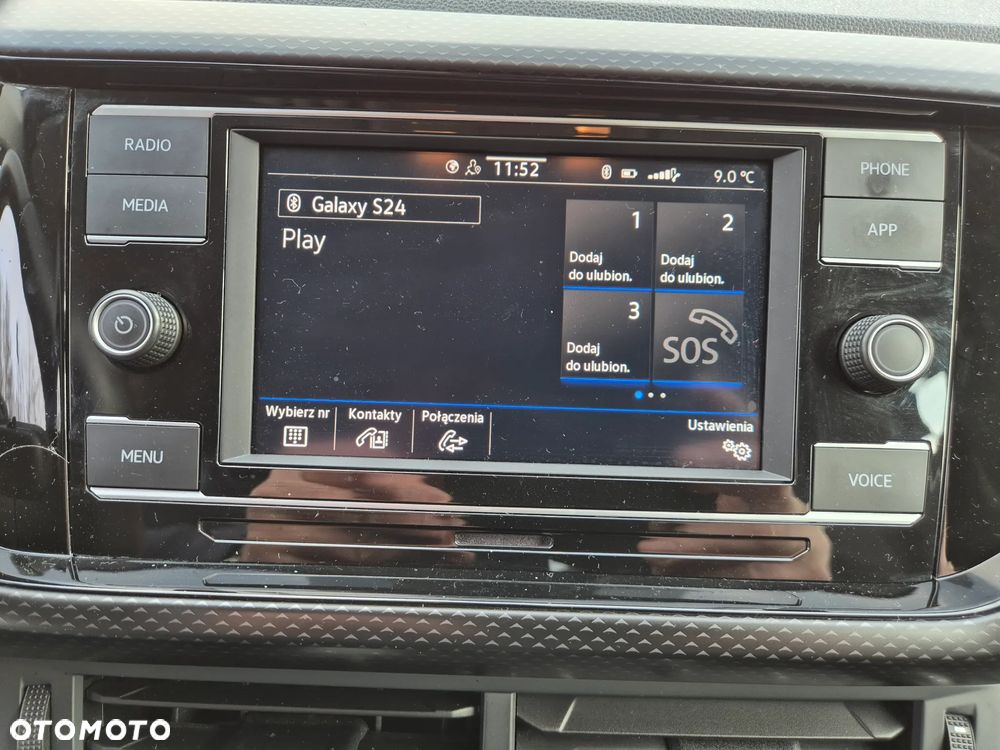 RADIO
MEDIA
MENU
11:52
9.0 °C
Galaxy S24
Play
1
Dodaj
do ulubion.
2
Dodaj
do ulubion.
3
Dodaj
do ulubion.
SOS
Wybierz nr
Kontakty
Połączenia
Ustawienia
PHONE
APP
VOICE
OTOMOTO